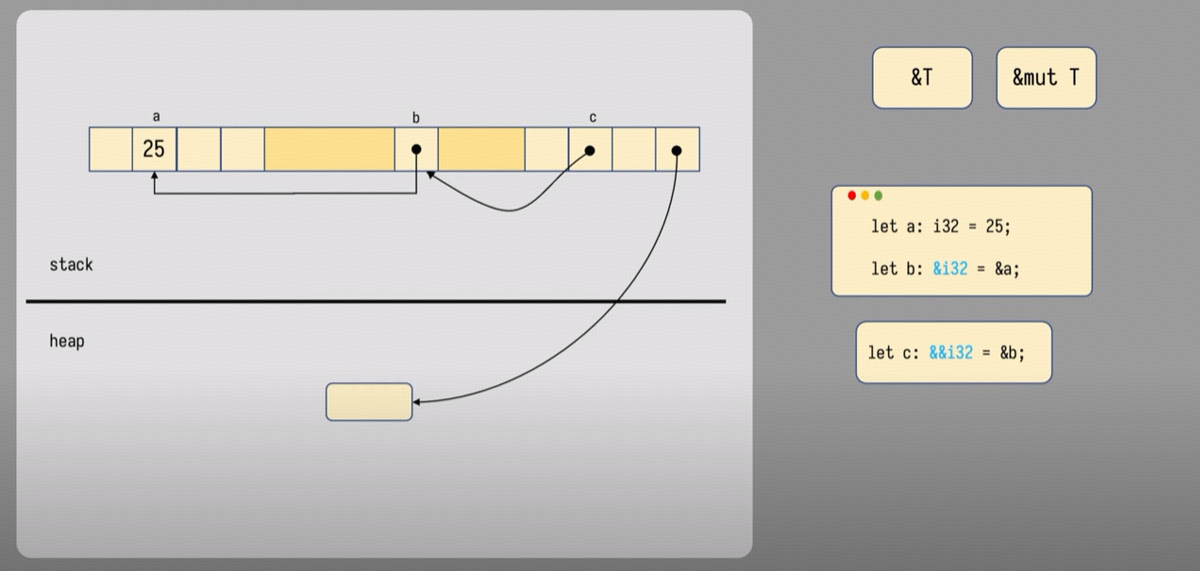 &T
&mut T
a
b
c
25
let a: i32 = 25;
let b: &i32 = &a;
stack
heap
let c: &&i32 = &b;